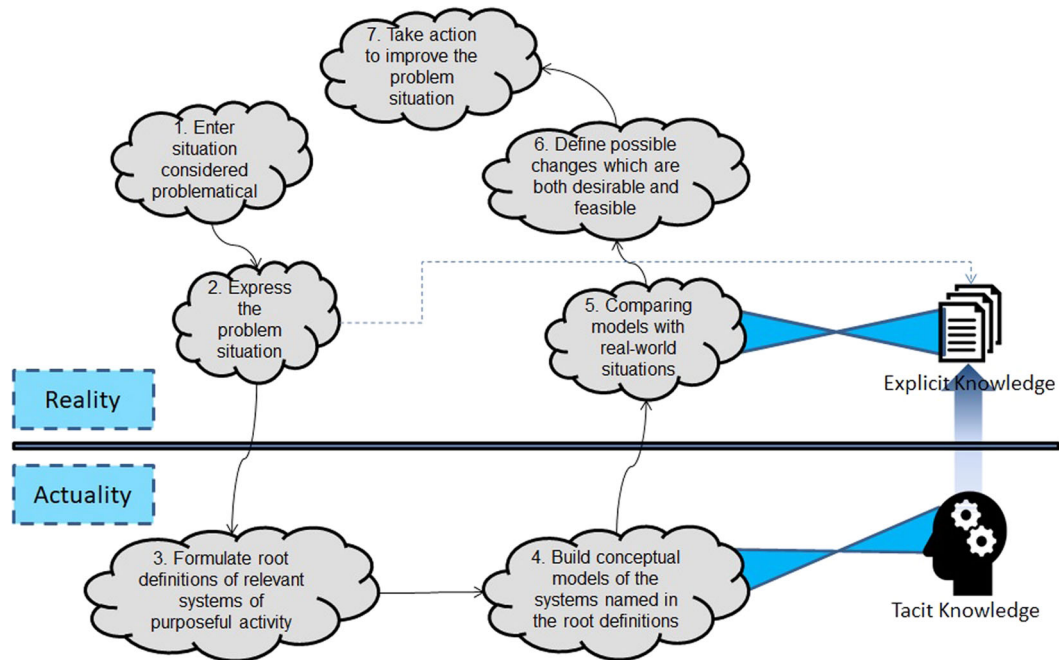 7. Take action
to improve the
problem
situation
1. Enter
situation
considered
problematical
6. Define possible
changes which are
both desirable and
feasible
2. Express
the
problem
situation
5. Comparing
models with
real-world
situations
Explicit Knowledge
Reality
Actuality
3. Formulate root
definitions of relevant
systems of
purposeful activity
4. Build conceptual
models of the
systems named in
the root definitions
Tacit Knowledge